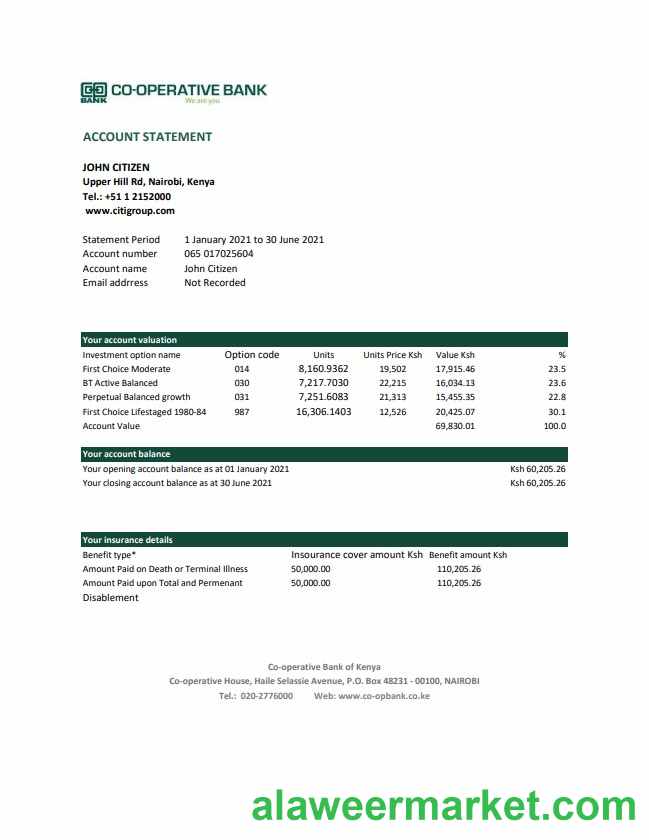 CO-OPERATIVE BANK
BANK
We are you
ACCOUNT STATEMENT
JOHN CITIZEN
Upper Hill Rd, Nairobi, Kenya
Tel.: +51 1 2152000
www.citigroup.com
Statement Period 1 January 2021 to 30 June 2021
Account number 065 017025604
Account name John Citizen
Email addrress Not Recorded
Your account valuation
Investment option name Option code Units Units Price Ksh Value Ksh %
First Choice Moderate 014 8,160.9362 19,502 17,915.46 23.5
BT Active Balanced 030 7,217.7030 22,215 16,034.13 23.6
Perpetual Balanced growth 031 7,251.6083 21,313 15,455.35 22.8
First Choice Lifestaged 1980-84 987 16,306.1403 12,526 20,425.07 30.1
Account Value 69,830.01 100.0
Your account balance
Your opening account balance as at 01 January 2021 Ksh 60,205.26
Your closing account balance as at 30 June 2021 Ksh 60,205.26
Your insurance details
Benefit type* Insourance cover amount Ksh Benefit amount Ksh
Amount Paid on Death or Terminal Illness 50,000.00 110,205.26
Amount Paid upon Total and Permenant 50,000.00 110,205.26
Disablement
Co-operative Bank of Kenya
Co-operative House, Haile Selassie Avenue, P.O. Box 48231 - 00100, NAIROBI
Tel.: 020-2776000 Web: www.co-opbank.co.ke
alaweermarket.com